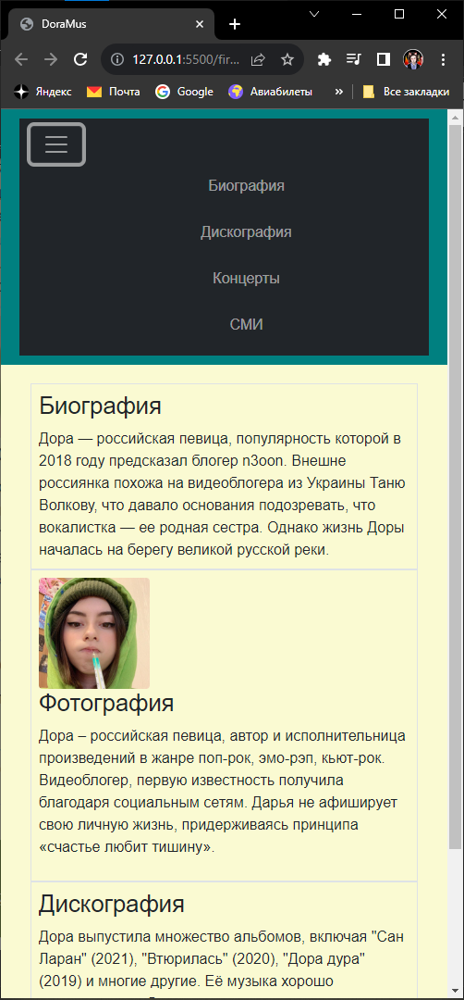 DoraMus
127.0.0.1:5500/fir...
Яндекс
Почта
Google
Авиабилеты
»
Все закладки
Биография
Дискография
Концерты
СМИ
Биография
Дора — российская певица, популярность которой в
2018 году предсказал блогер n3oon. Внешне
россиянка похожа на видеоблогера из Украины Таню
Волкову, что давало основания подозревать, что
вокалистка — ее родная сестра. Однако жизнь Доры
началась на берегу великой русской реки.
Фотография
Дора – российская певица, автор и исполнительница
произведений в жанре поп-рок, эмо-рэп, кьют-рок.
Видеоблогер, первую известность получила
благодаря социальным сетям. Дарья не афиширует
свою личную жизнь, придерживаясь принципа
«счастье любит тишину».
Дискография
Дора выпустила множество альбомов, включая "Сан
Ларан" (2021), "Втюрилась" (2020), "Дора дура"
(2019) и многие другие. Её музыка хорошо